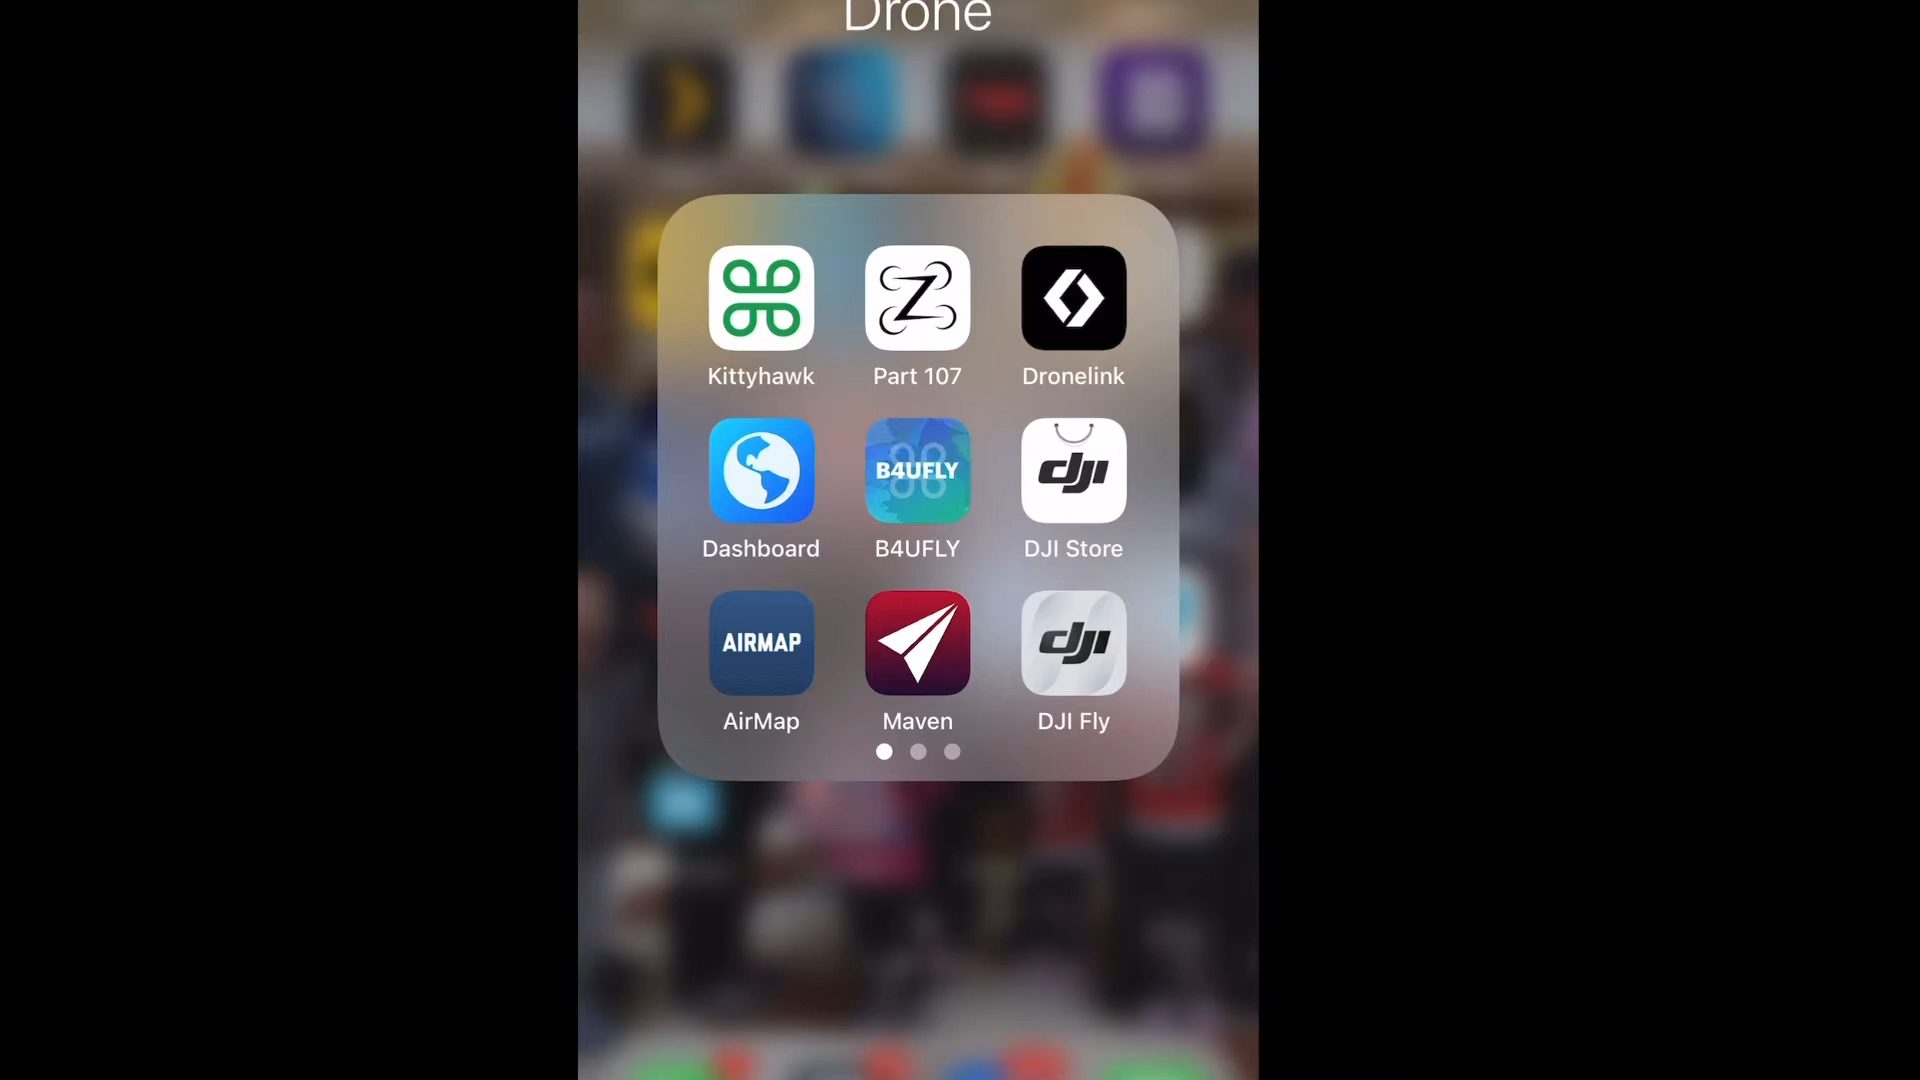 Drone
Kittyhawk
Part 107
Dronelink
B4UFLY
dji
Dashboard
B4UFLY
DJI Store
AIRMAP
dji
AirMap
Maven
DJI Fly